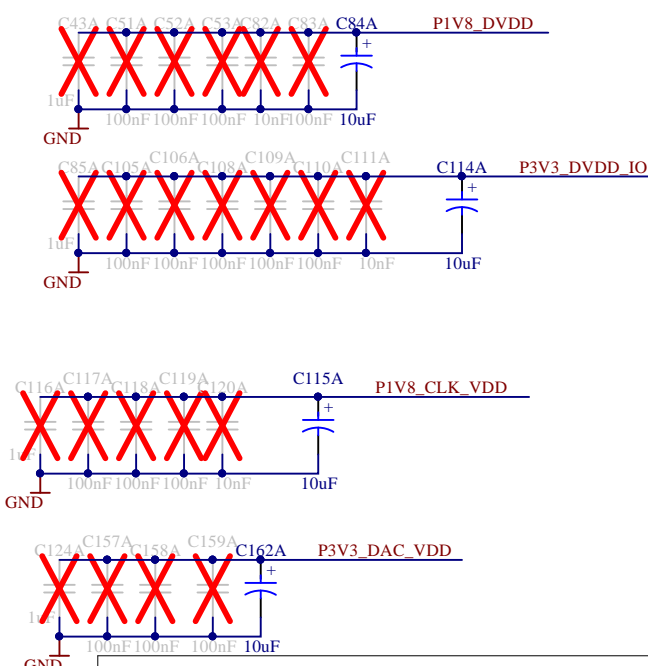 C43A C51A C52A C53A C82A C83A C84A P1V8_DVDD
+
1uF 100nF 100nF 100nF 10nF 100nF 10uF
GND
C85A C105A C106A C108A C109A C110A C111A C114A P3V3_DVDD_IO
+
1uF 100nF 100nF 100nF 100nF 100nF 10nF 10uF
GND
C116A C117A C118A C119A C120A C115A P1V8_CLK_VDD
+
1uF 100nF 100nF 100nF 10nF 10uF
GND
C124A C157A C158A C159A C162A P3V3_DAC_VDD
+
1uF 100nF 100nF 100nF 10uF
GND